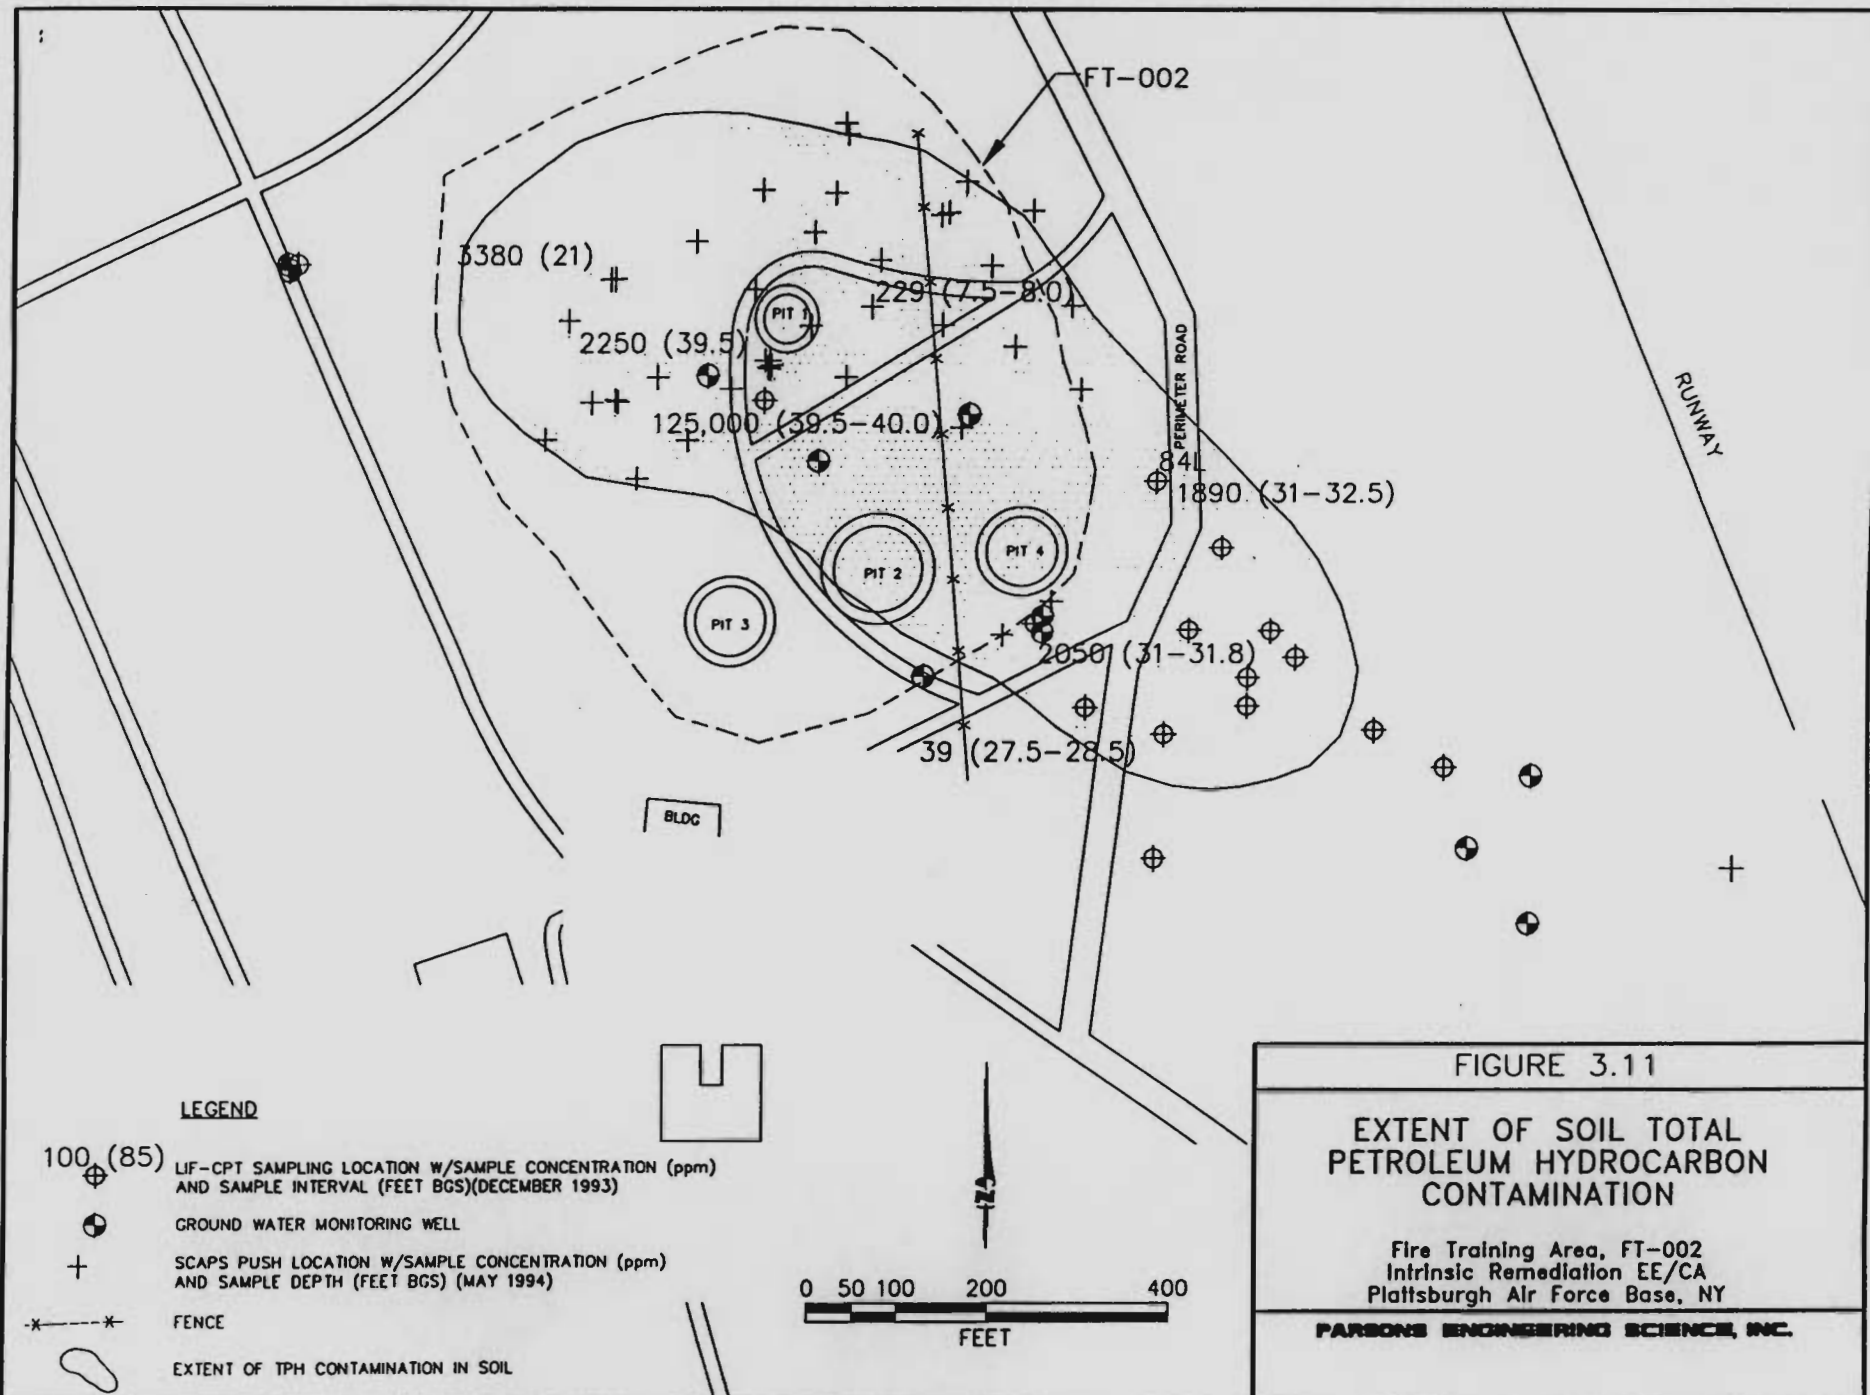 FT-002
3380 (21)
229 (7.5-8.0)
PIT 1
2250 (39.5)
PERIMETER ROAD
RUNWAY
125,000 (39.5-40.0)
84L
1890 (31-32.5)
PIT 4
PIT 2
PIT 3
2050 (31-31.8)
39 (27.5-28.5)
BLDG
LEGEND
100 (85)
LIF-CPT SAMPLING LOCATION W/SAMPLE CONCENTRATION (ppm)
AND SAMPLE INTERVAL (FEET BGS)(DECEMBER 1993)
GROUND WATER MONITORING WELL
SCAPS PUSH LOCATION W/SAMPLE CONCENTRATION (ppm)
AND SAMPLE DEPTH (FEET BGS) (MAY 1994)
FENCE
EXTENT OF TPH CONTAMINATION IN SOIL
N
0 50 100 200 400
FEET
FIGURE 3.11
EXTENT OF SOIL TOTAL
PETROLEUM HYDROCARBON
CONTAMINATION
Fire Training Area, FT-002
Intrinsic Remediation EE/CA
Plattsburgh Air Force Base, NY
PARSONS ENGINEERING SCIENCE, INC.